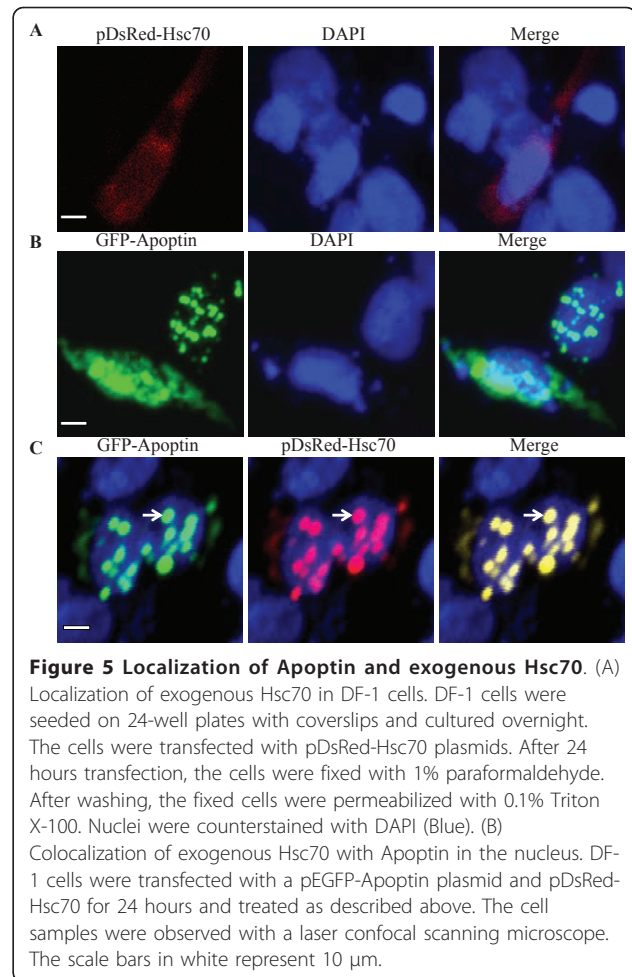 A
pDsRed-Hsc70 DAPI Merge
B
GFP-Apoptin DAPI Merge
C
GFP-Apoptin pDsRed-Hsc70 Merge
Figure 5 Localization of Apoptin and exogenous Hsc70. (A)
Localization of exogenous Hsc70 in DF-1 cells. DF-1 cells were
seeded on 24-well plates with coverslips and cultured overnight.
The cells were transfected with pDsRed-Hsc70 plasmids. After 24
hours transfection, the cells were fixed with 1% paraformaldehyde.
After washing, the fixed cells were permeabilized with 0.1% Triton
X-100. Nuclei were counterstained with DAPI (Blue). (B)
Colocalization of exogenous Hsc70 with Apoptin in the nucleus. DF-
1 cells were transfected with a pEGFP-Apoptin plasmid and pDsRed-
Hsc70 for 24 hours and treated as described above. The cell
samples were observed with a laser confocal scanning microscope.
The scale bars in white represent 10 μm.